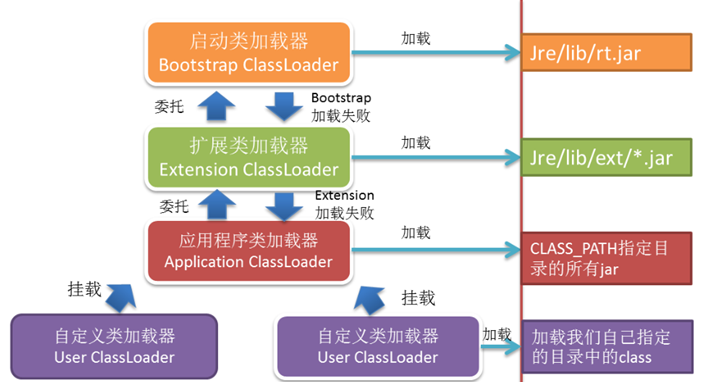 启动类加载器
Bootstrap ClassLoader
加载
Jre/lib/rt.jar
委托
Bootstrap
加载失败
扩展类加载器
Extension ClassLoader
加载
Jre/lib/ext/*.jar
委托
Extension
加载失败
应用程序类加载器
Application ClassLoader
加载
CLASS_PATH指定目
录的所有jar
挂载
挂载
自定义类加载器
User ClassLoader
自定义类加载器
User ClassLoader
加载
加载我们自己指定
的目录中的class